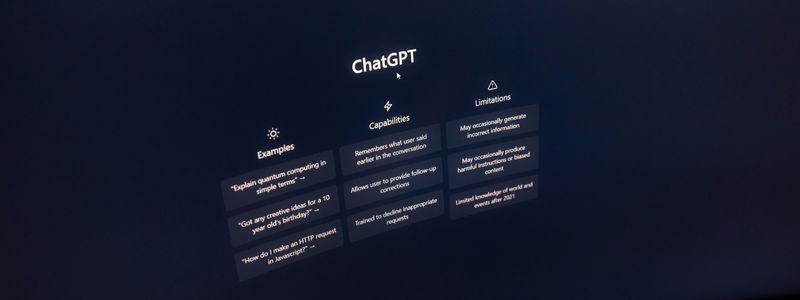 ChatGPT
Examples
"Explain quantum computing in
simple terms" →
"Got any creative ideas for a 10
year old's birthday?" →
"How do I make an HTTP request
in Javascript?" →
Capabilities
Remembers what user said
earlier in the conversation
Allows user to provide follow-up
corrections
Trained to decline inappropriate
requests
Limitations
May occasionally generate
incorrect information
May occasionally produce
harmful instructions or biased
content
Limited knowledge of world and
events after 2021